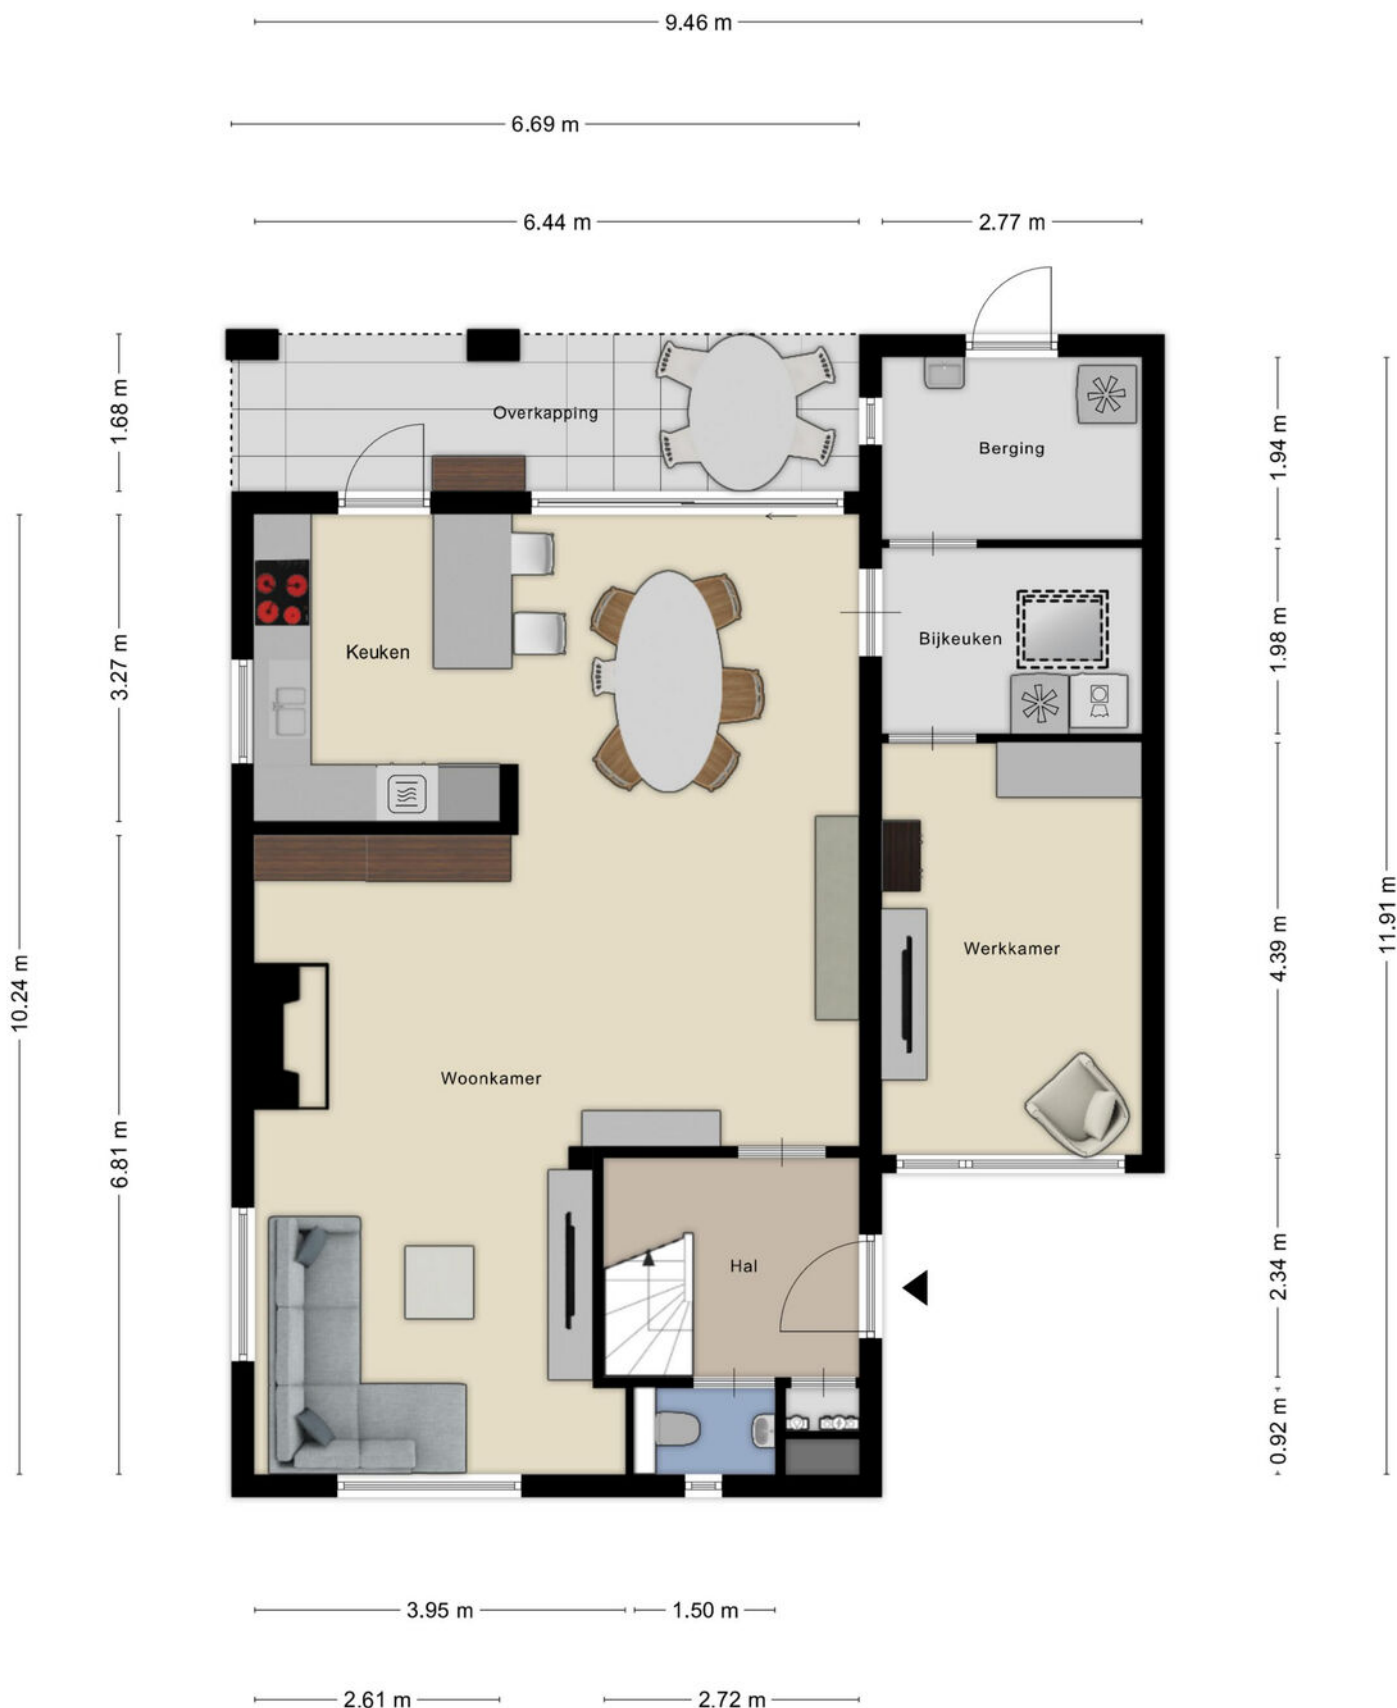 9.46 m
6.69 m
6.44 m
2.77 m
1.68 m
Overkapping
Berging
1.94 m
3.27 m
Keuken
Bijkeuken
1.98 m
10.24 m
Werkkamer
4.39 m
11.91 m
Woonkamer
6.81 m
Hal
2.34 m
0.92 m
3.95 m
1.50 m
2.61 m
2.72 m